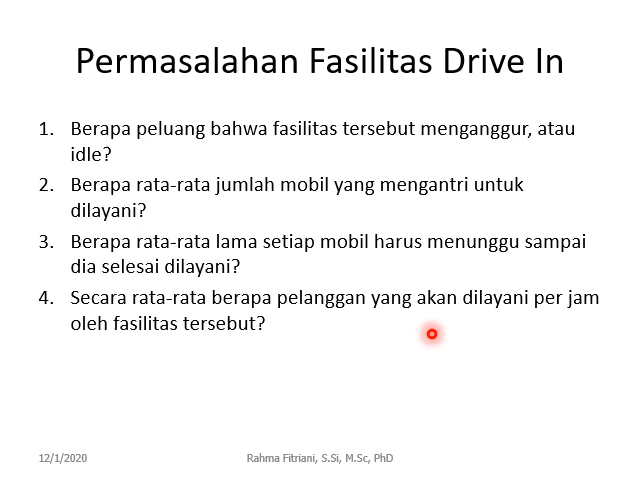 Permasalahan Fasilitas Drive In
1. Berapa peluang bahwa fasilitas tersebut menganggur, atau
idle?
2. Berapa rata-rata jumlah mobil yang mengantri untuk
dilayani?
3. Berapa rata-rata lama setiap mobil harus menunggu sampai
dia selesai dilayani?
4. Secara rata-rata berapa pelanggan yang akan dilayani per jam
oleh fasilitas tersebut?
12/1/2020
Rahma Fitriani, S.Si, M.Sc, PhD